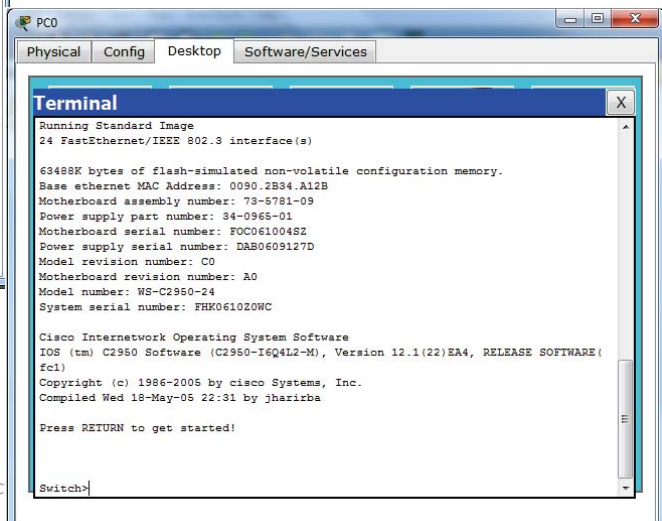 PC0
Physical Config Desktop Software/Services
Terminal X
Running Standard Image
24 FastEthernet/IEEE 802.3 interface(s)
63488K bytes of flash-simulated non-volatile configuration memory.
Base ethernet MAC Address: 0090.2B34.A12B
Motherboard assembly number: 73-5781-09
Power supply part number: 34-0965-01
Motherboard serial number: FOC061004SZ
Power supply serial number: DAB0609127D
Model revision number: C0
Motherboard revision number: A0
Model number: WS-C2950-24
System serial number: FHK0610Z0WC
Cisco Internetwork Operating System Software
IOS (tm) C2950 Software (C2950-I6Q4L2-M), Version 12.1(22)EA4, RELEASE SOFTWARE(
fc1)
Copyright (c) 1986-2005 by cisco Systems, Inc.
Compiled Wed 18-May-05 22:31 by jharirba
Press RETURN to get started!
Switch>